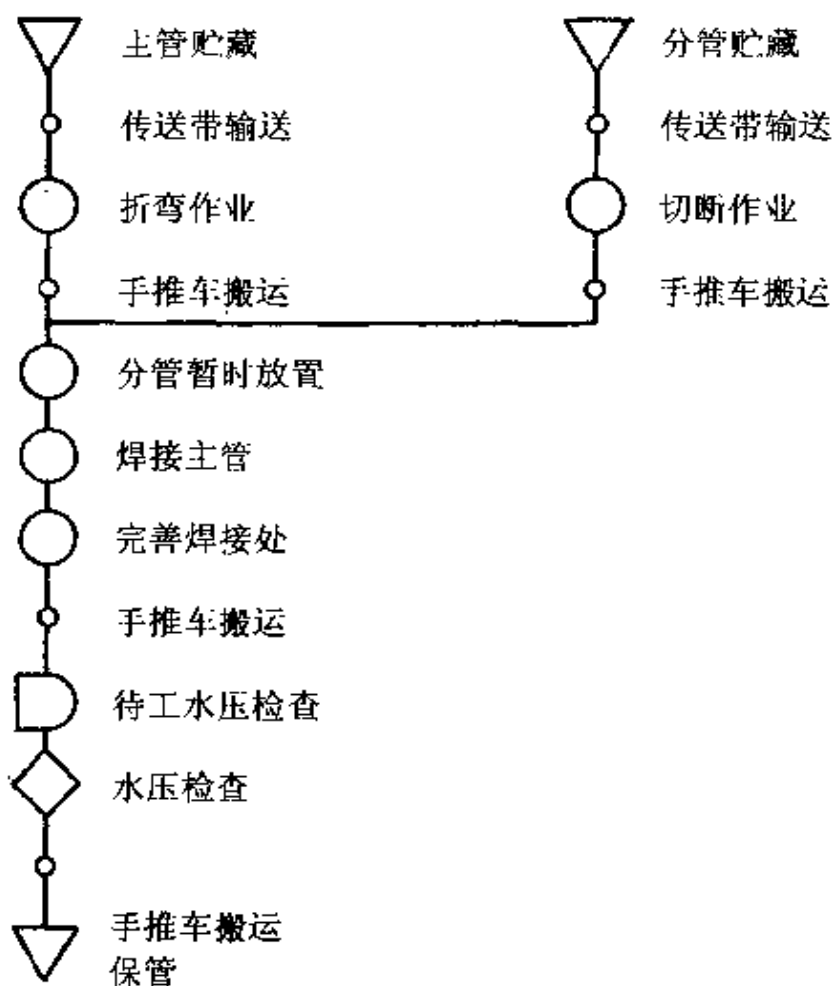 主管贮藏
分管贮藏
传送带输送
传送带输送
折弯作业
切断作业
手推车搬运
手推车搬运
分管暂时放置
焊接主管
完善焊接处
手推车搬运
待工水压检查
水压检查
手推车搬运
保管